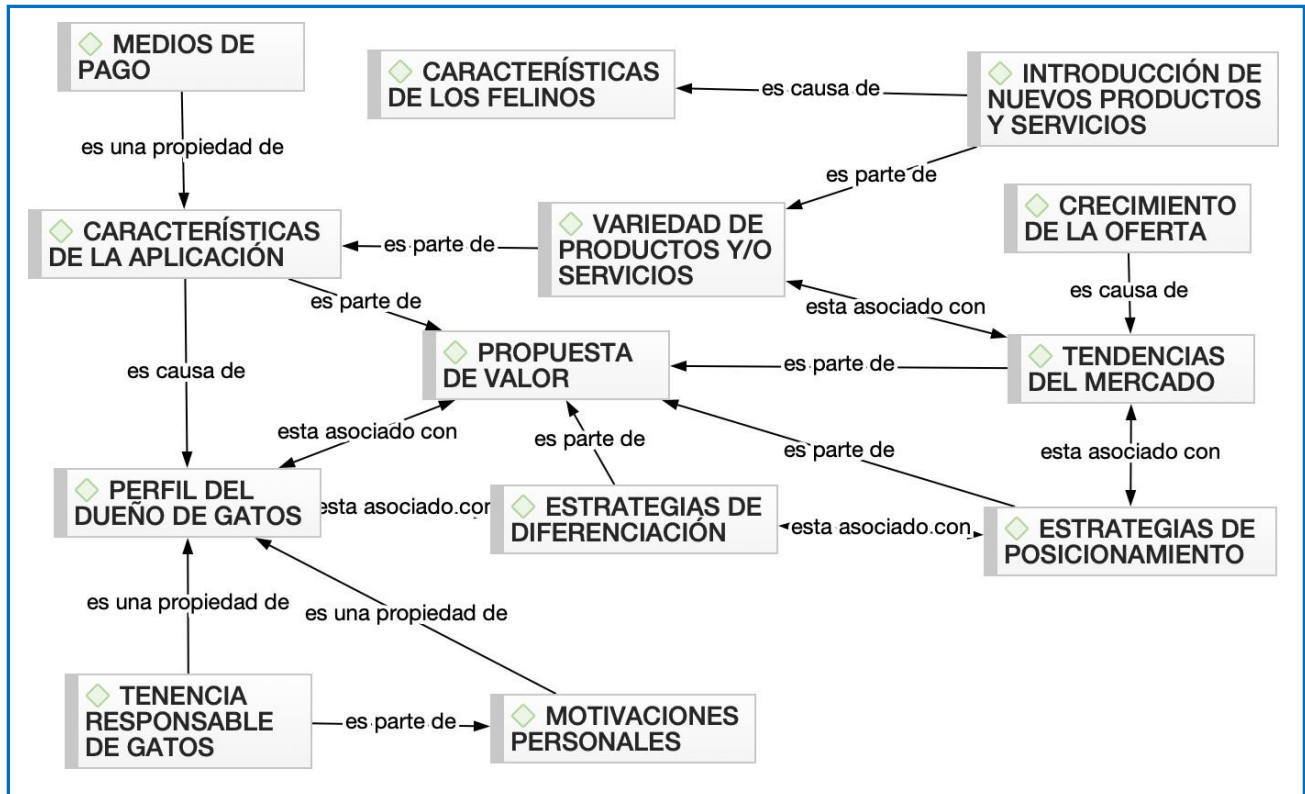 MEDIOS DE
PAGO
CARACTERÍSTICAS
DE LOS FELINOS
es causa de
INTRODUCCIÓN DE
NUEVOS PRODUCTOS
Y SERVICIOS
es una propiedad de
es parte de
CARACTERÍSTICAS
DE LA APLICACIÓN
es parte de
VARIEDAD DE
PRODUCTOS Y/O
SERVICIOS
CRECIMIENTO
DE LA OFERTA
es parte de
esta asociado con
es causa de
es causa de
PROPUESTA
DE VALOR
es parte de
TENDENCIAS
DEL MERCADO
esta asociado con
es parte de
es parte de
esta asociado con
PERFIL DEL
DUEÑO DE GATOS
esta asociado con
ESTRATEGIAS DE
DIFERENCIACIÓN
esta asociado con
ESTRATEGIAS DE
POSICIONAMIENTO
es una propiedad de
es una propiedad de
TENENCIA
RESPONSABLE
DE GATOS
es parte de
MOTIVACIONES
PERSONALES